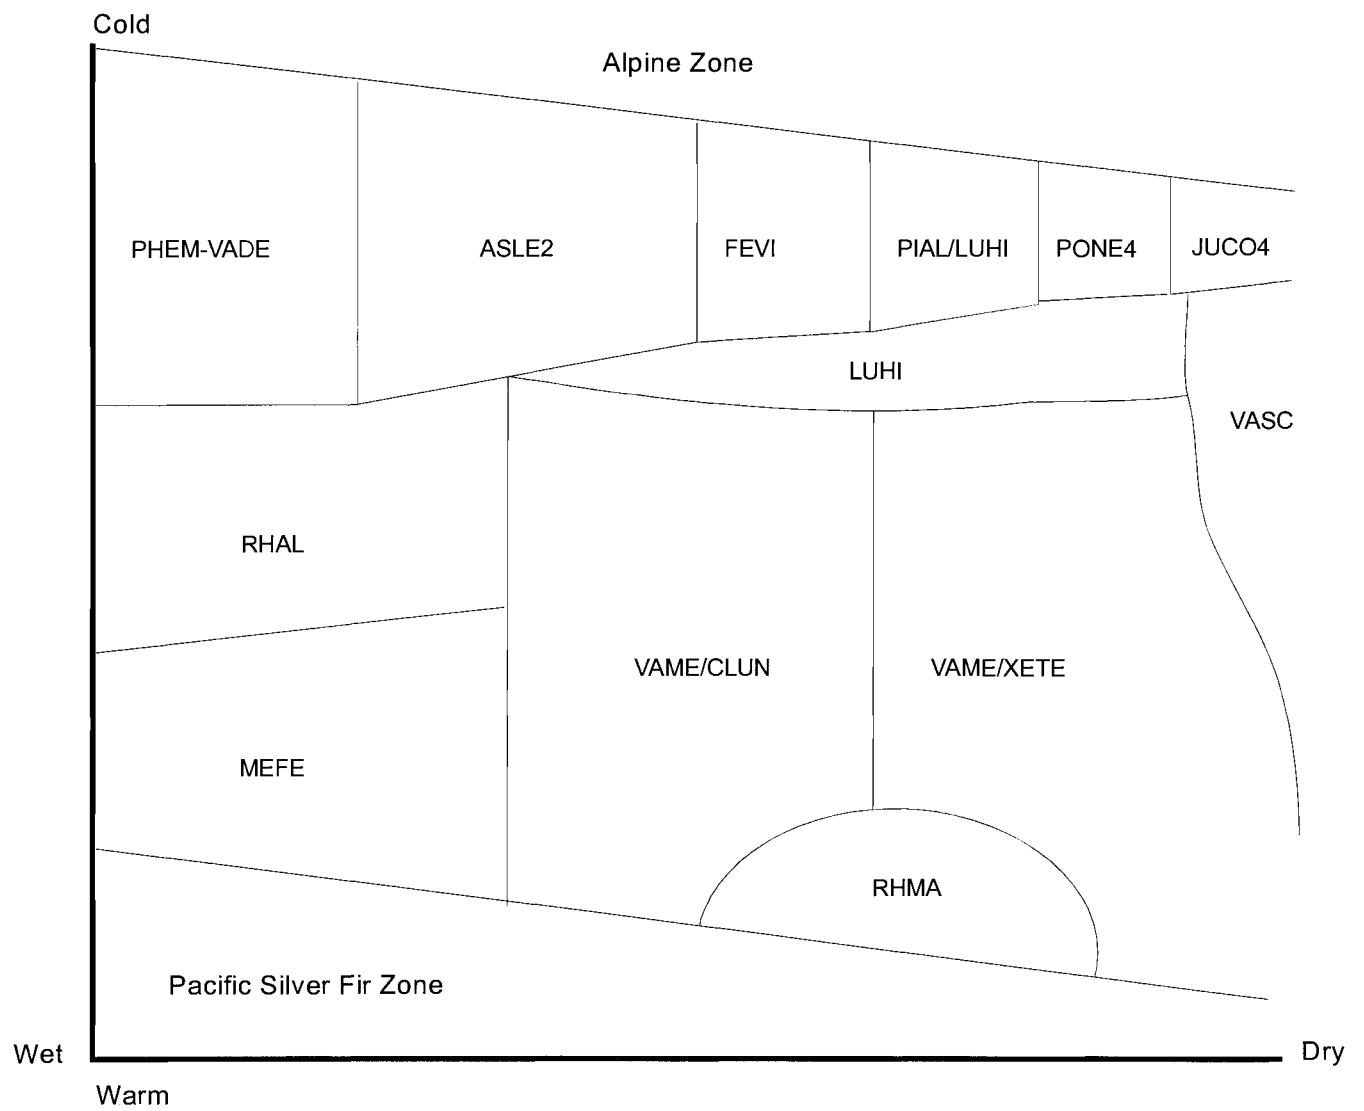 Cold
Alpine Zone
PHEM-VADE
ASLE2
FEVI
PIAL/LUHI
PONE4
JUCO4
LUHI
VASC
RHAL
VAME/CLUN
VAME/XETE
MEFE
RHMA
Pacific Silver Fir Zone
Wet
Dry
Warm